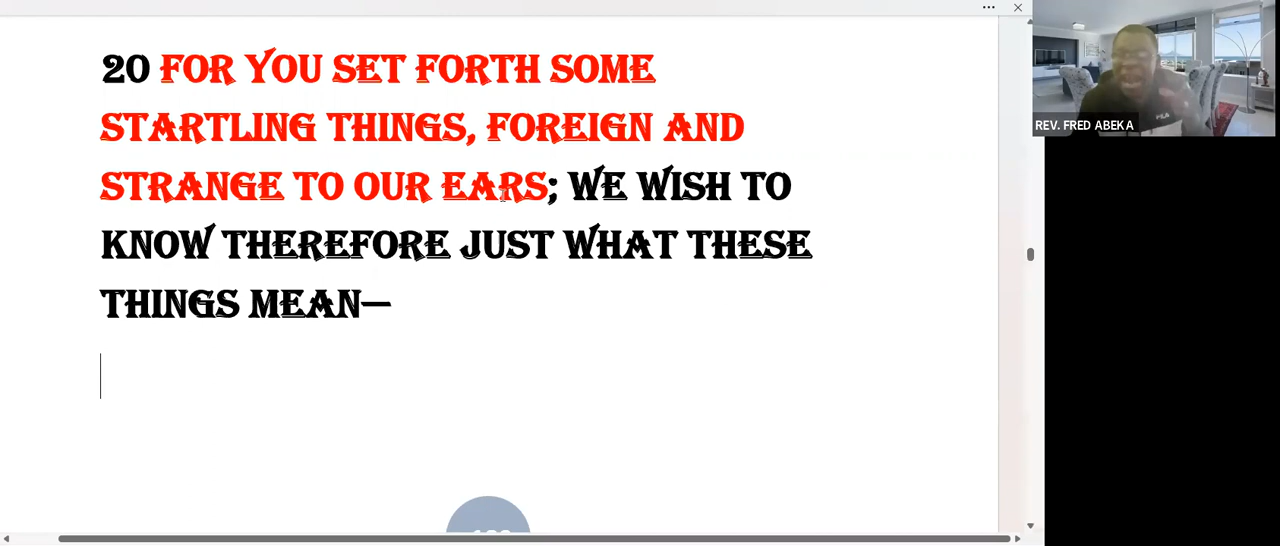 20 FOR YOU SET FORTH SOME
STARTLING THINGS, FOREIGN AND
STRANGE TO OUR EARS; WE WISH TO
KNOW THEREFORE JUST WHAT THESE
THINGS MEAN—
REV. FRED ABEKA
FILA